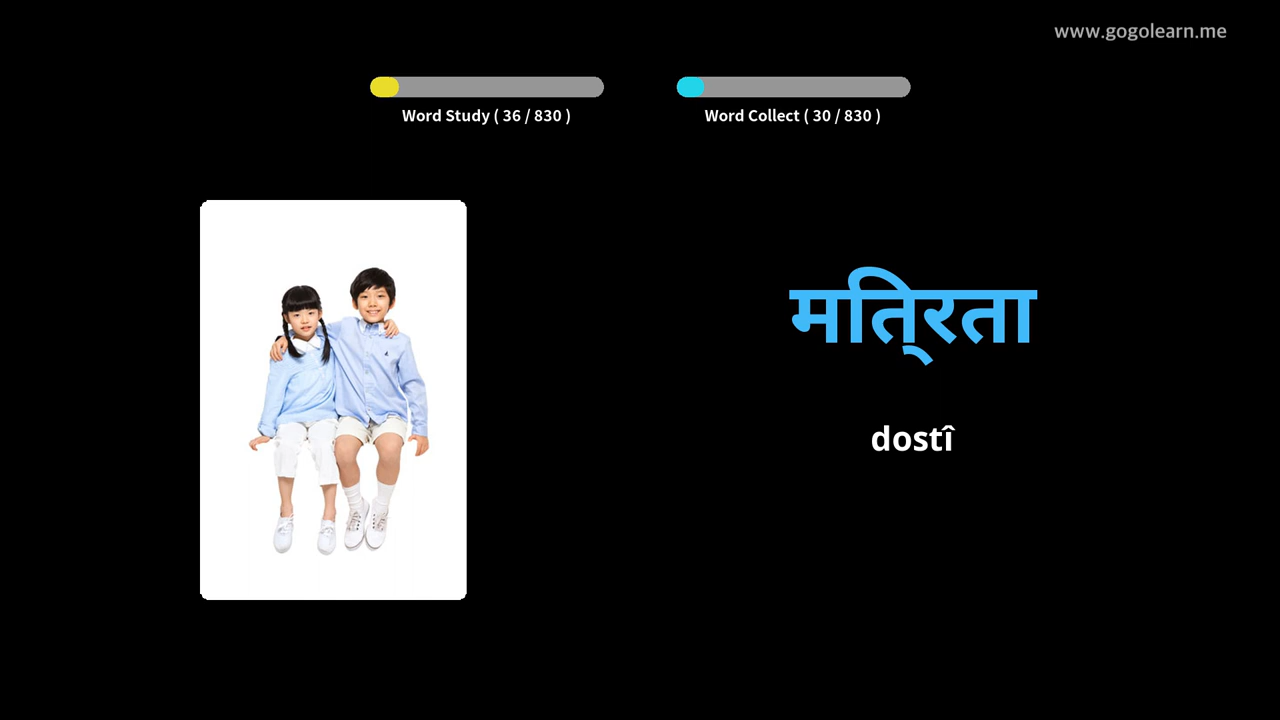 www.gogolearn.me
Word Study ( 36 / 830 )
Word Collect ( 30 / 830 )
मति्रता
dostî